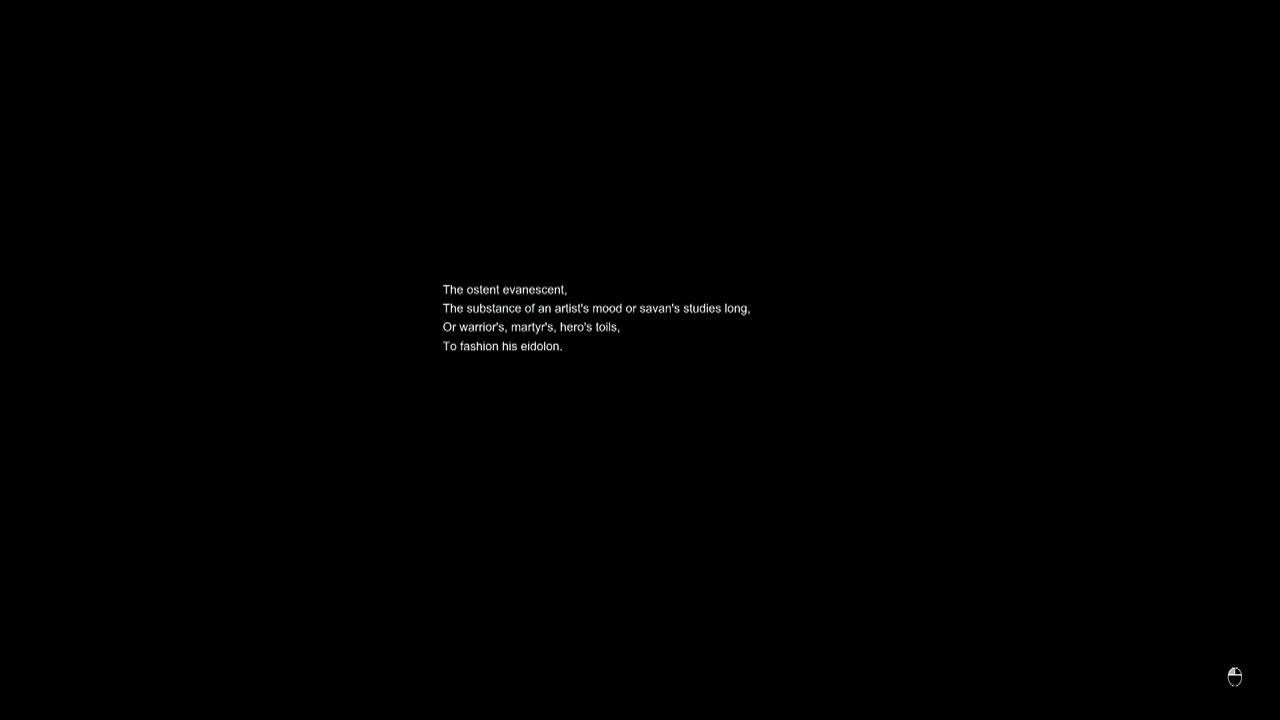 The ostent evanescent,
The substance of an artist's mood or savan's studies long,
Or warrior's, martyr's, hero's toils,
To fashion his eidolon.